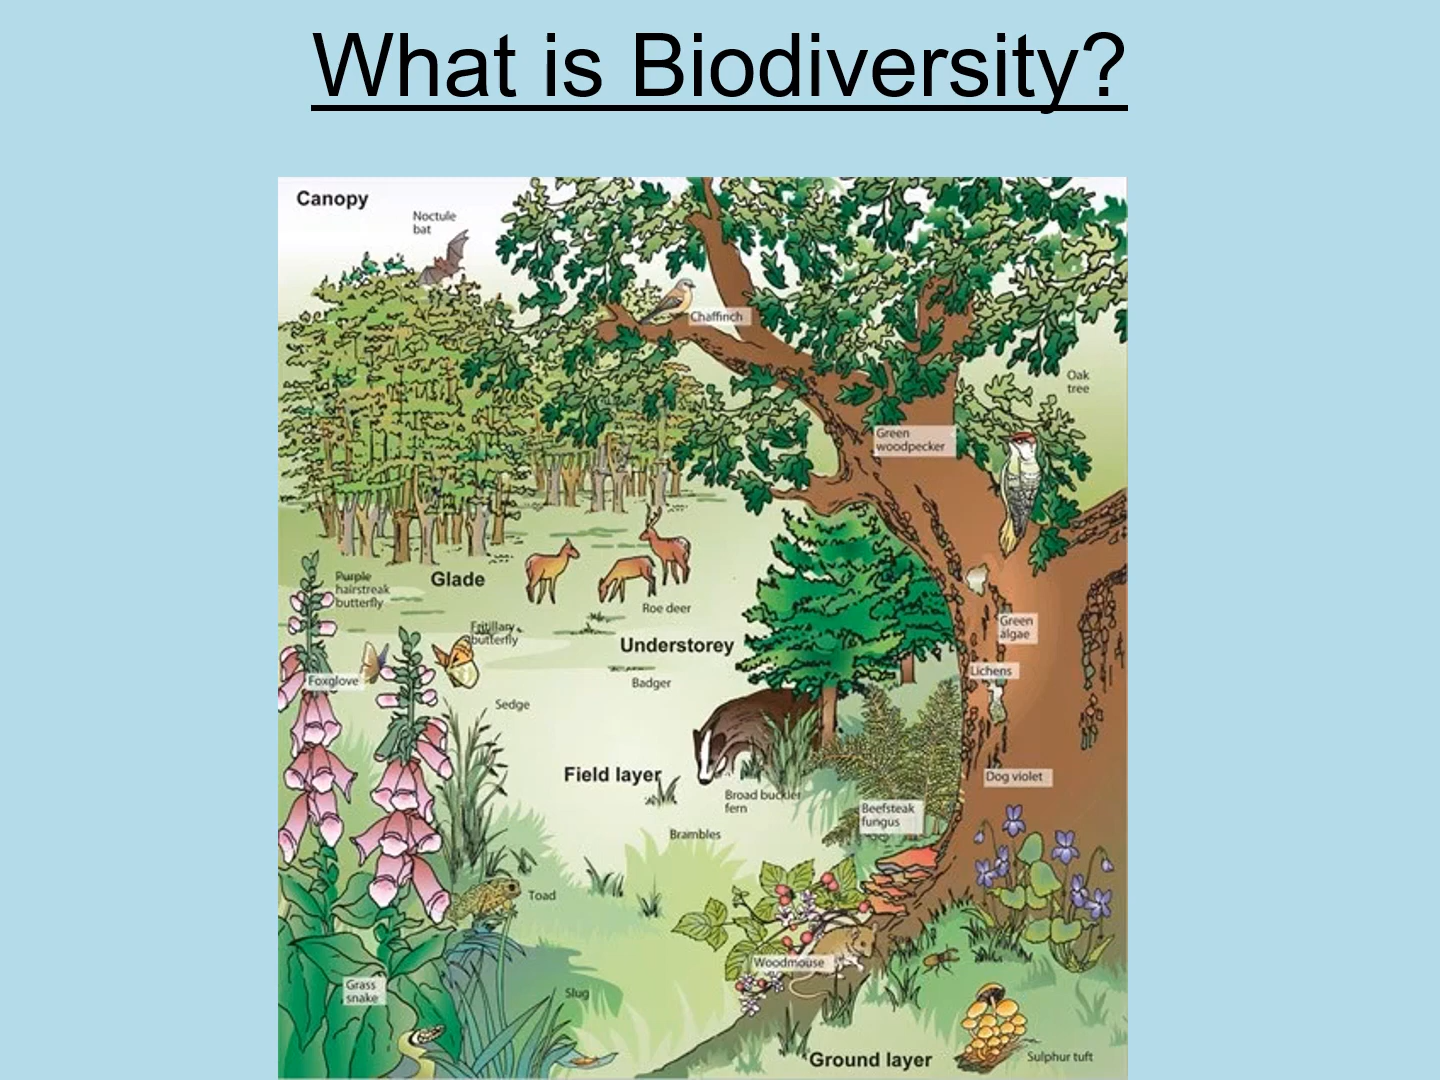 What is Biodiversity?
Canopy
Noctule
bat
Chaffinch
Oak
tree
Green
woodpecker
Purple
hairstreak
butterfly
Glade
Roe deer
Fritillary
butterfly
Understorey
Green
algae
Foxglove
Lichens
Badger
Sedge
Field layer
Dog violet
Broad buckler
fern
Beefsteak
fungus
Brambles
Toad
Woodmouse
Grass
snake
Slug
Ground layer
Sulphur tuft